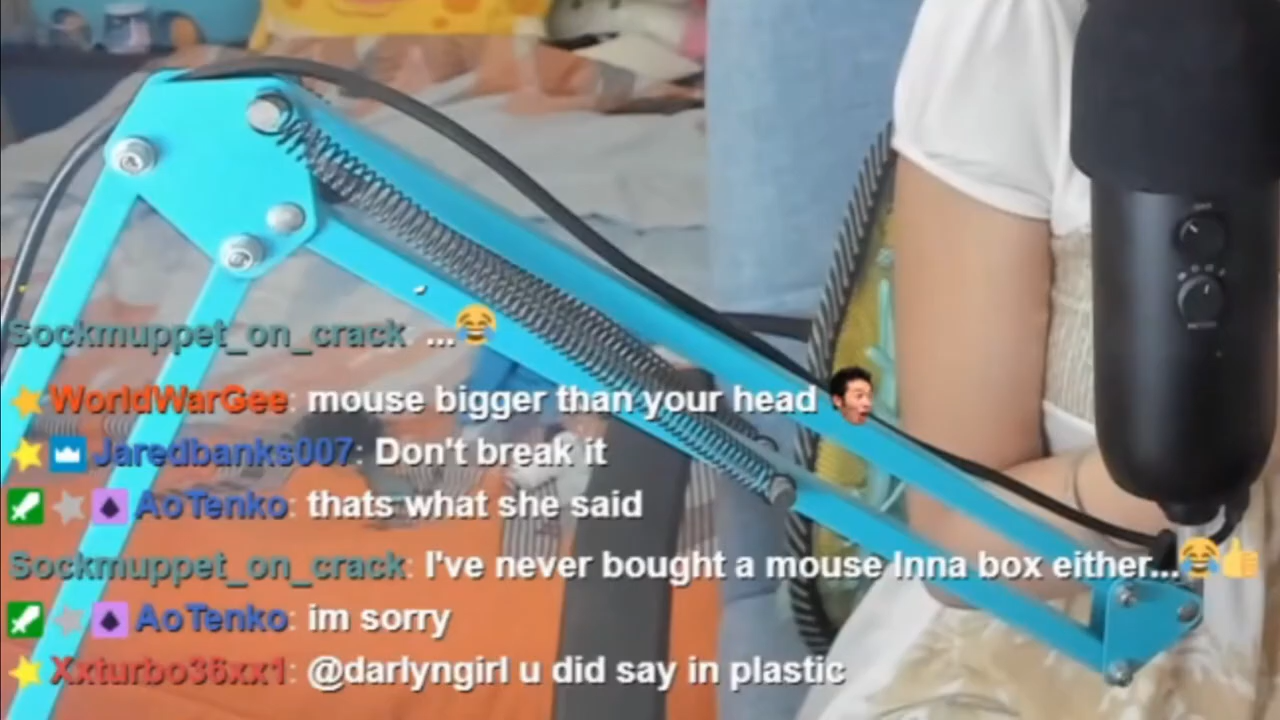 Sockmuppet_on_crack: ...😂
WorldWarGee: mouse bigger than your head
Jaredbanks007: Don't break it
AoTenko: thats what she said
Sockmuppet_on_crack: I've never bought a mouse Inna box either...😂👍
AoTenko: im sorry
Xxturbo36xx1: @darlyngirl u did say in plastic